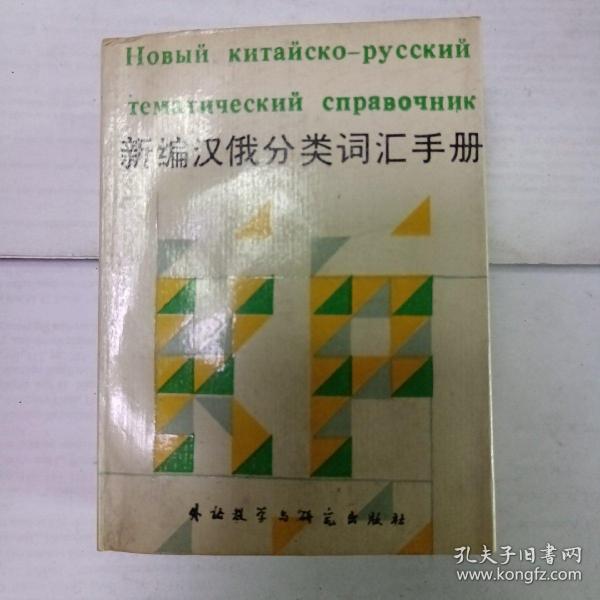 Новый китайско-русский
тематический справочник
新编汉俄分类词汇手册
外语教学与研究出版社
孔夫子旧书网
www.kongfz.com